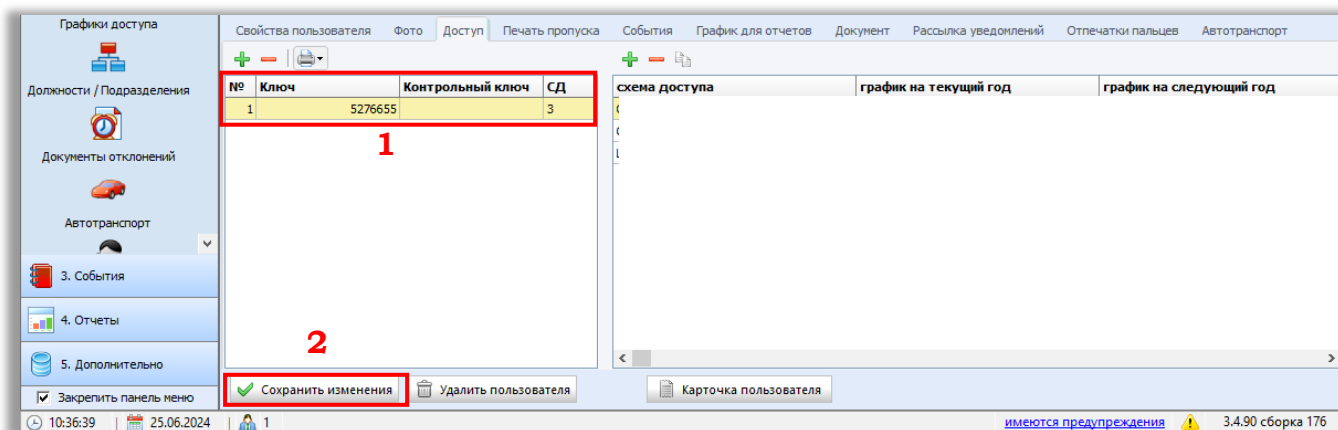 Графики доступа
Должности / Подразделения
Документы отклонений
Автотранспорт
3. События
4. Отчеты
5. Дополнительно
Закрепить панель меню
Свойства пользователя Фото Доступ Печать пропуска События График для отчетов Документ Рассылка уведомлений Отпечатки пальцев Автотранспорт
№ Ключ Контрольный ключ СД
1 5276655 3
1
схема доступа график на текущий год график на следующий год
2
Сохранить изменения Удалить пользователя Карточка пользователя
10:36:39 25.06.2024 1 имеются предупреждения 3.4.90 сборка 176